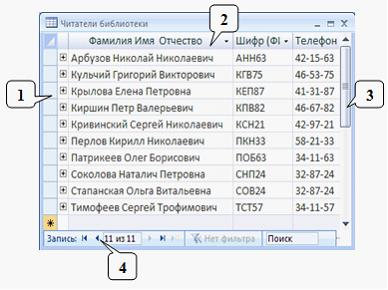 Читатели библиотеки
2
Фамилия Имя Отчество Шифр (ФІ Телефон
Арбузов Николай Николаевич АНН63 42-15-63
Кульчий Григорий Викторович КГВ75 46-53-75
1
Крылова Елена Петровна КЕП87 41-31-87
3
Киршин Петр Валерьевич КПВ82 46-67-82
Кривинский Сергей Николаевич КСН21 42-97-21
Перлов Кирилл Николаевич ПКН33 58-21-33
Патрикеев Олег Борисович ПОБ63 34-11-63
Соколова Наталич Петровна СНП24 32-87-24
Стапанская Ольга Витальевна СОВ24 32-87-24
Тимофеев Сергей Трофимович ТСТ57 34-11-57
Запись: 11 из 11 Нет фильтра Поиск
4